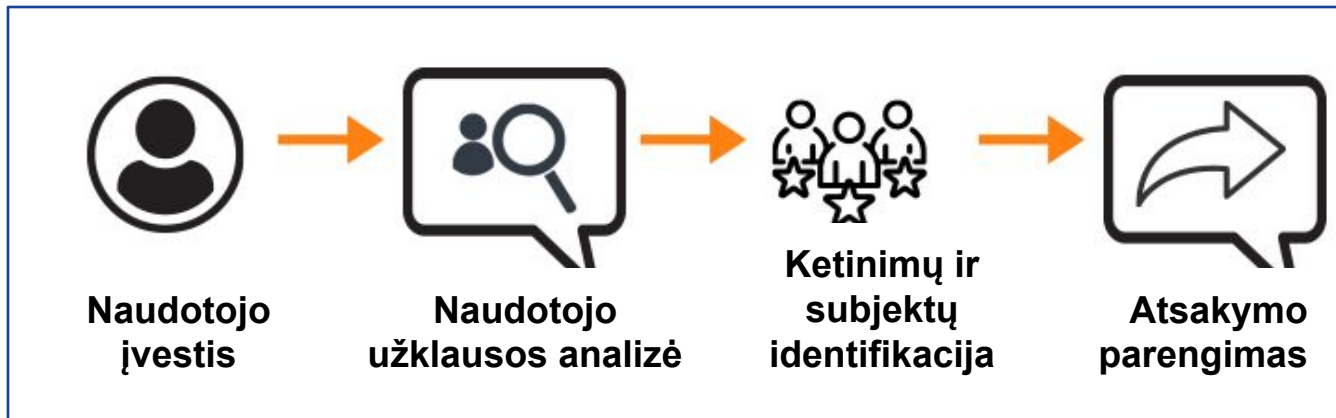 Naudotojo
įvestis
Naudotojo
užklausos analizė
Ketinimų ir
subjektų
identifikacija
Atsakymo
parengimas